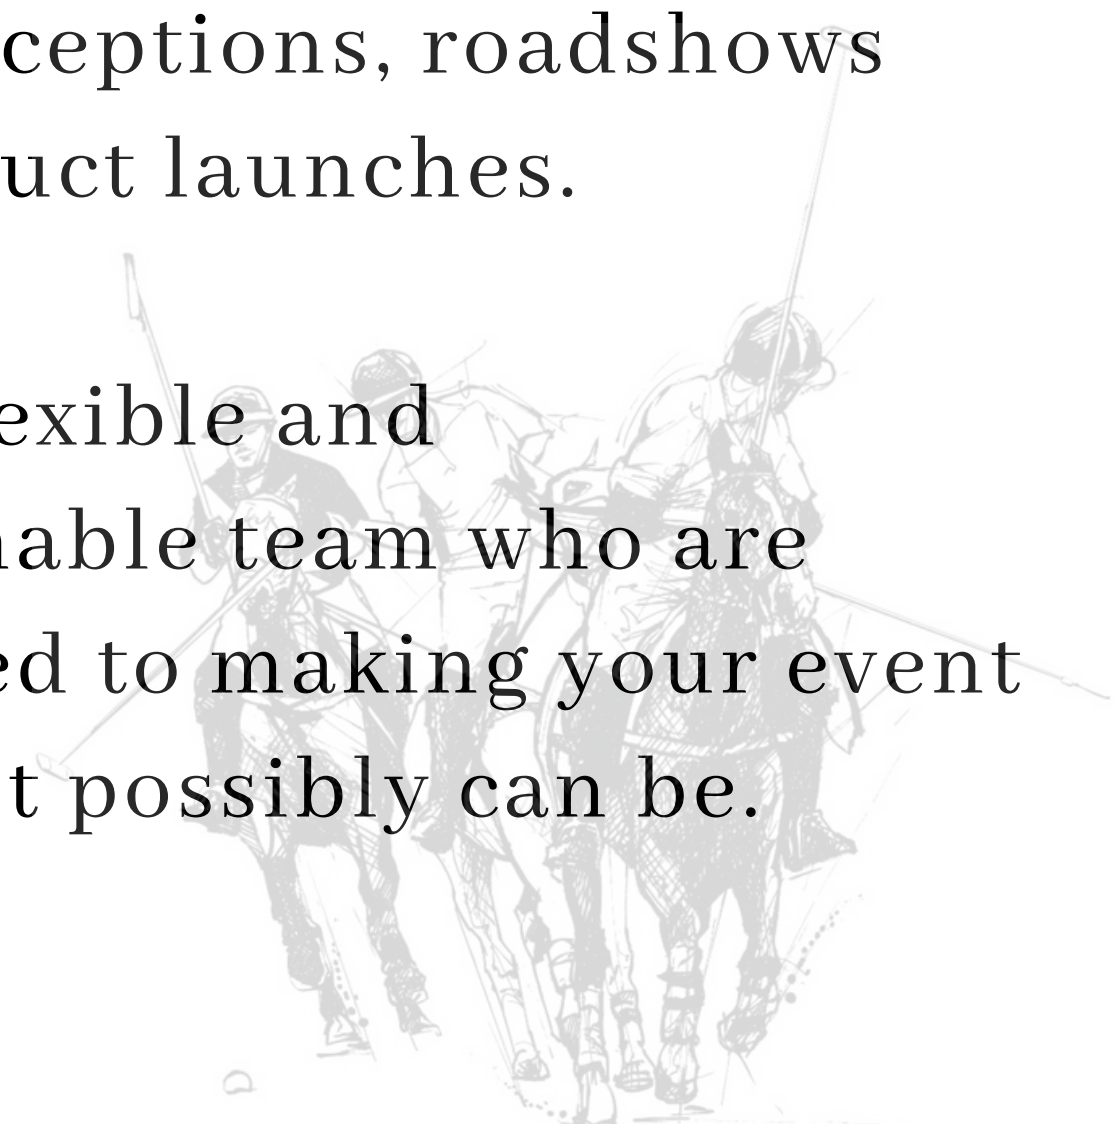 ceptions, roadshows
uct launches.
exible and
able team who are
ed to making your event
t possibly can be.